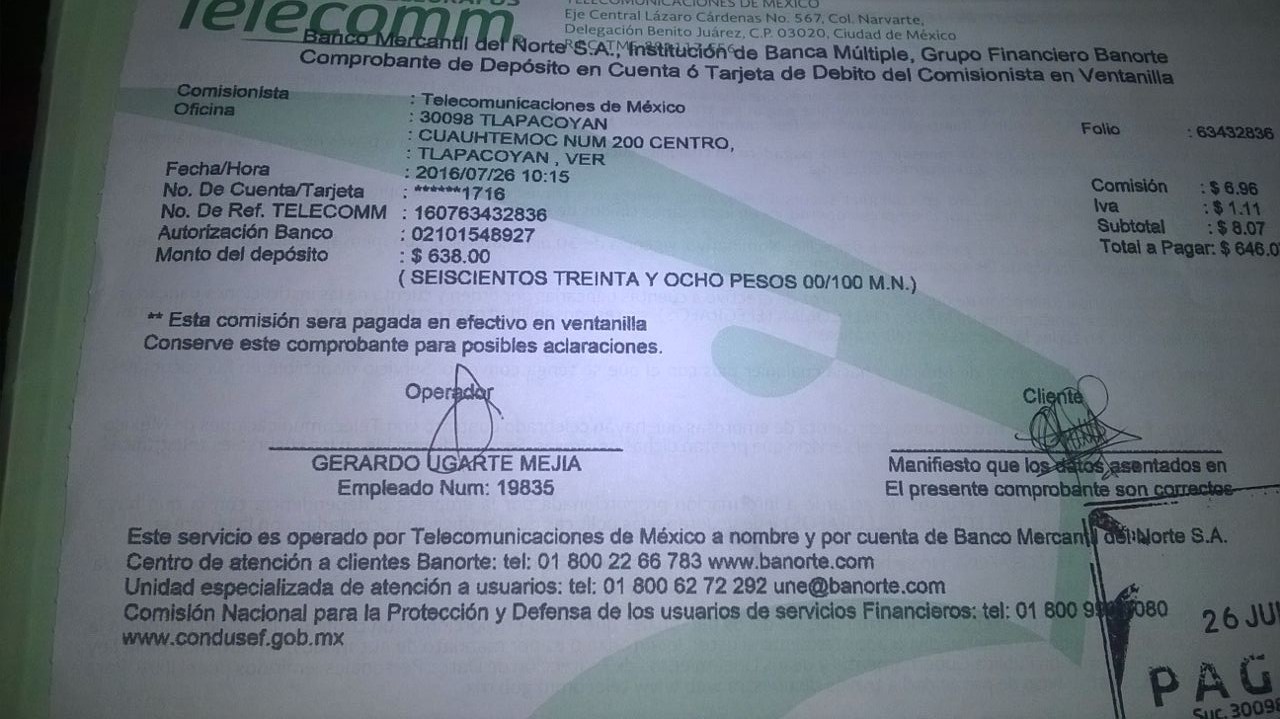 Telecomm
TELECOMUNICACIONES DE MÉXICO
Eje Central Lázaro Cárdenas No. 567, Col. Narvarte,
Delegación Benito Juárez, C.P. 03020, Ciudad de México
Banco Mercantil del Norte S.A., Institución de Banca Múltiple, Grupo Financiero Banorte
Comprobante de Depósito en Cuenta ó Tarjeta de Debito del Comisionista en Ventanilla
Comisionista : Telecomunicaciones de México
Oficina : 30098 TLAPACOYAN
: CUAUHTEMOC NUM 200 CENTRO,
: TLAPACOYAN , VER
Folio : 63432836
Fecha/Hora : 2016/07/26 10:15
No. De Cuenta/Tarjeta : ******1716
No. De Ref. TELECOMM : 160763432836
Autorización Banco : 02101548927
Monto del depósito : $ 638.00
( SEISCIENTOS TREINTA Y OCHO PESOS 00/100 M.N.)
Comisión : $ 6.96
Iva : $ 1.11
Subtotal : $ 8.07
Total a Pagar: $ 646.0
** Esta comisión sera pagada en efectivo en ventanilla
Conserve este comprobante para posibles aclaraciones.
Operador
GERARDO UGARTE MEJIA
Empleado Num: 19835
Cliente
Manifiesto que los datos asentados en
El presente comprobante son correctos
Este servicio es operado por Telecomunicaciones de México a nombre y por cuenta de Banco Mercantil del Norte S.A.
Centro de atención a clientes Banorte: tel: 01 800 22 66 783 www.banorte.com
Unidad especializada de atención a usuarios: tel: 01 800 62 72 292 une@banorte.com
Comisión Nacional para la Protección y Defensa de los usuarios de servicios Financieros: tel: 01 800 080
www.condusef.gob.mx
26 JU
PAG
Suc.30098